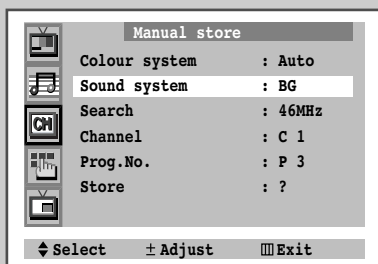 Manual store
Colour system : Auto
Sound system : BG
Search : 46MHz
CH
Channel : C 1
Prog.No. : P 3
Store : ?
Select ± Adjust Exit